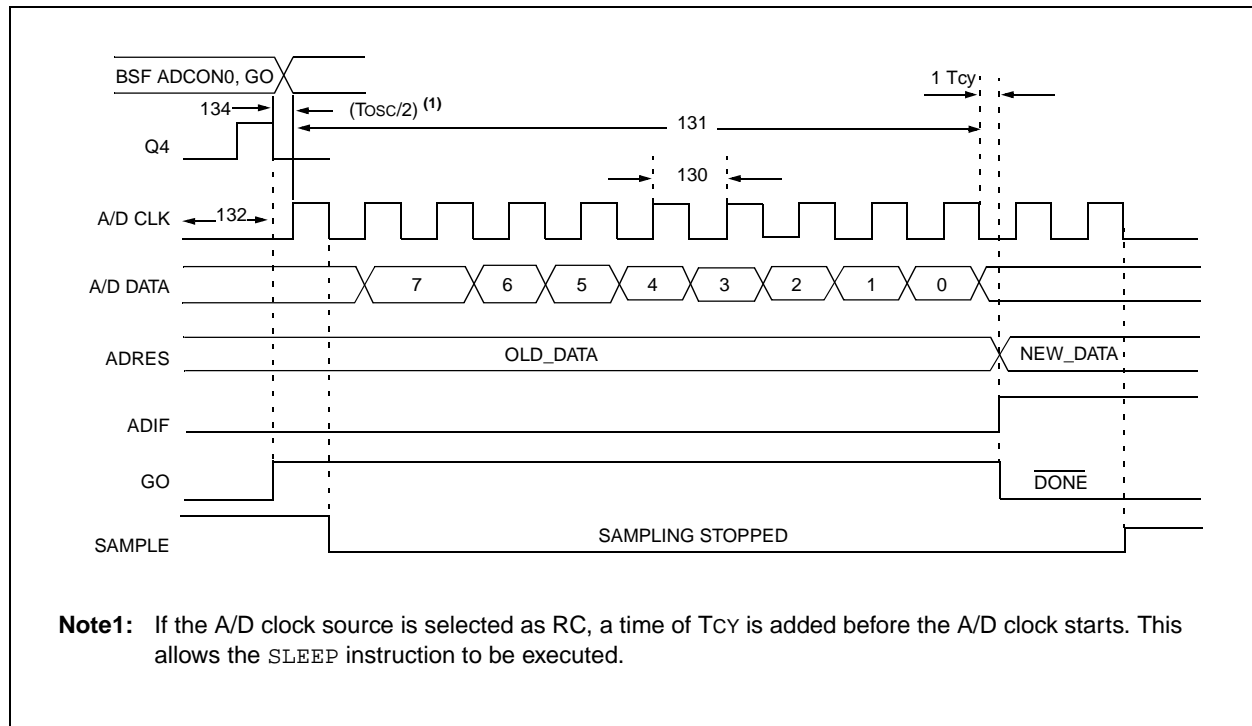 BSF ADCON0, GO
1 Tcy
134
(TOSC/2) (1)
131
Q4
130
A/D CLK
132
A/D DATA
7 6 5 4 3 2 1 0
ADRES
OLD_DATA
NEW_DATA
ADIF
GO
DONE
SAMPLE
SAMPLING STOPPED
Note1: If the A/D clock source is selected as RC, a time of TCY is added before the A/D clock starts. This
allows the SLEEP instruction to be executed.